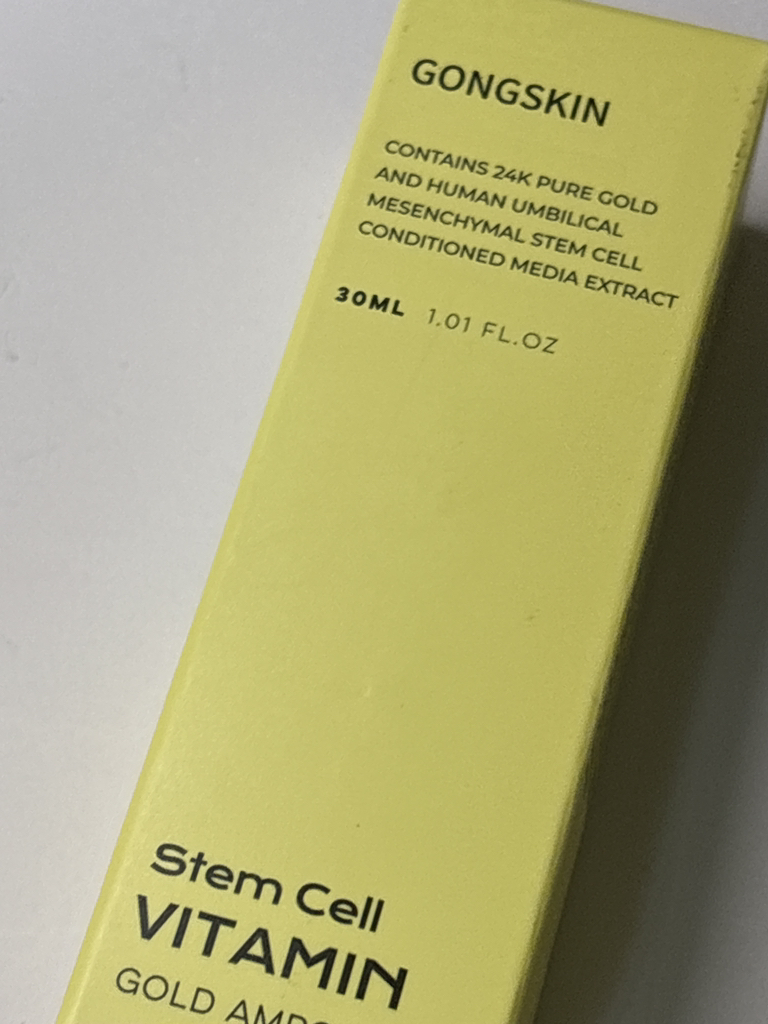 GONGSKIN
CONTAINS 24K PURE GOLD
AND HUMAN UMBILICAL
MESENCHYMAL STEM CELL
CONDITIONED MEDIA EXTRACT
30ML 1.01 FL.OZ
Stem Cell
VITAMIN
GOLD